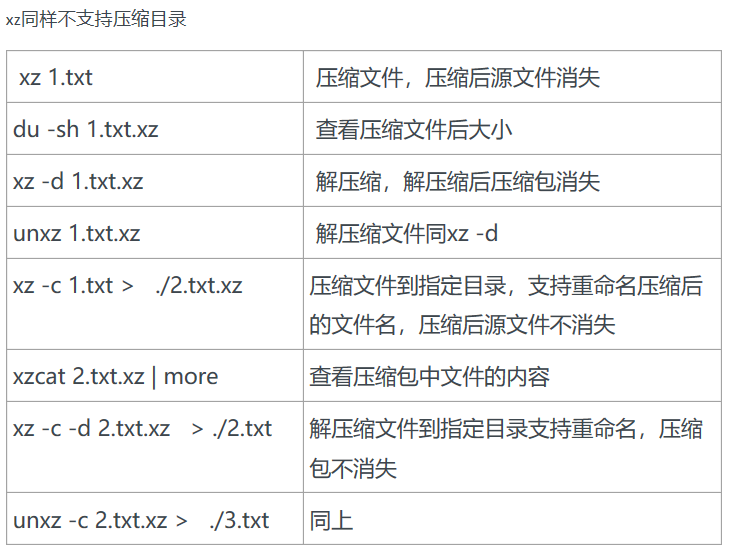 xz同样不支持压缩目录
xz 1.txt
压缩文件，压缩后源文件消失
du -sh 1.txt.xz
查看压缩文件后大小
xz -d 1.txt.xz
解压缩，解压缩后压缩包消失
unxz 1.txt.xz
解压缩文件同xz -d
xz -c 1.txt > ./2.txt.xz
压缩文件到指定目录，支持重命名压缩后
的文件名，压缩后源文件不消失
xzcat 2.txt.xz | more
查看压缩包中文件的内容
xz -c -d 2.txt.xz > ./2.txt
解压缩文件到指定目录支持重命名，压缩
包不消失
unxz -c 2.txt.xz > ./3.txt
同上